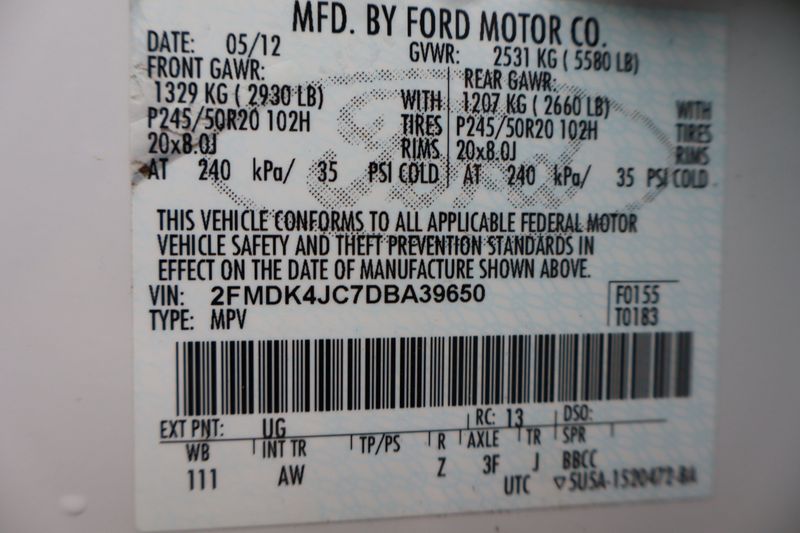 MFD. BY FORD MOTOR CO.
DATE: 05/12 GVWR: 2531 KG ( 5580 LB)
FRONT GAWR: REAR GAWR:
1329 KG ( 2930 LB) WITH 1207 KG ( 2660 LB) WITH
P245/50R20 102H TIRES P245/50R20 102H TIRES
20x8.0J RIMS 20x8.0J RIMS
AT 240 kPa/ 35 PSI COLD AT 240 kPa/ 35 PSI COLD
Ford
THIS VEHICLE CONFORMS TO ALL APPLICABLE FEDERAL MOTOR
VEHICLE SAFETY AND THEFT PREVENTION STANDARDS IN
EFFECT ON THE DATE OF MANUFACTURE SHOWN ABOVE.
VIN: 2FMDK4JC7DBA39650 F0155
TYPE: MPV T0183
EXT PNT: UG RC: 13 DSO:
WB INT TR TP/PS R AXLE TR SPR
111 AW Z 3F J BBCC
UTC ▽5U5A-1520472-BA